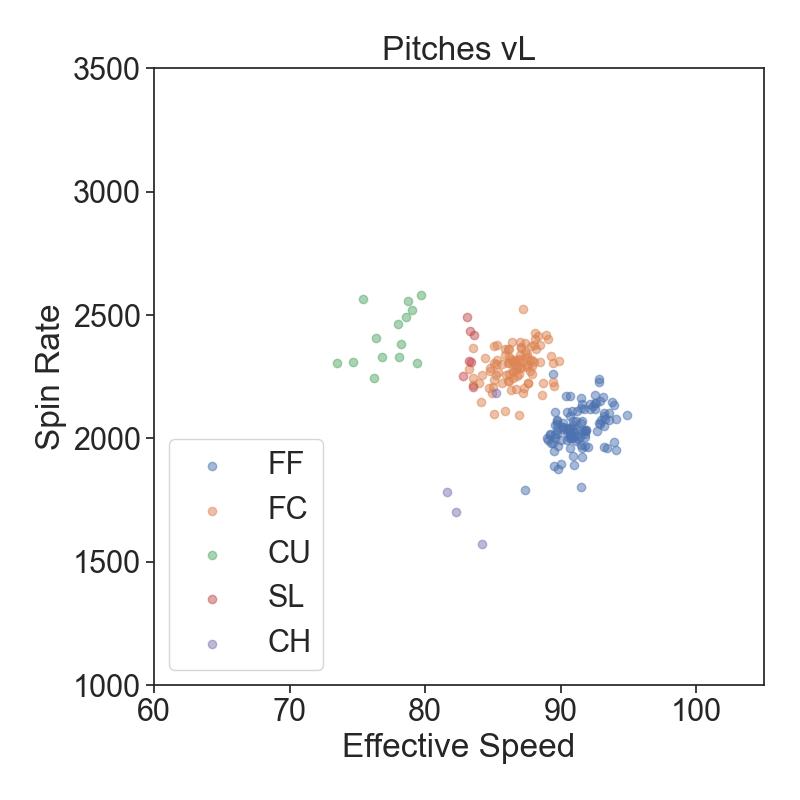 Pitches vL
3500
3000
2500
2000
1500
1000
Spin Rate
FF
FC
CU
SL
CH
60 70 80 90 100
Effective Speed